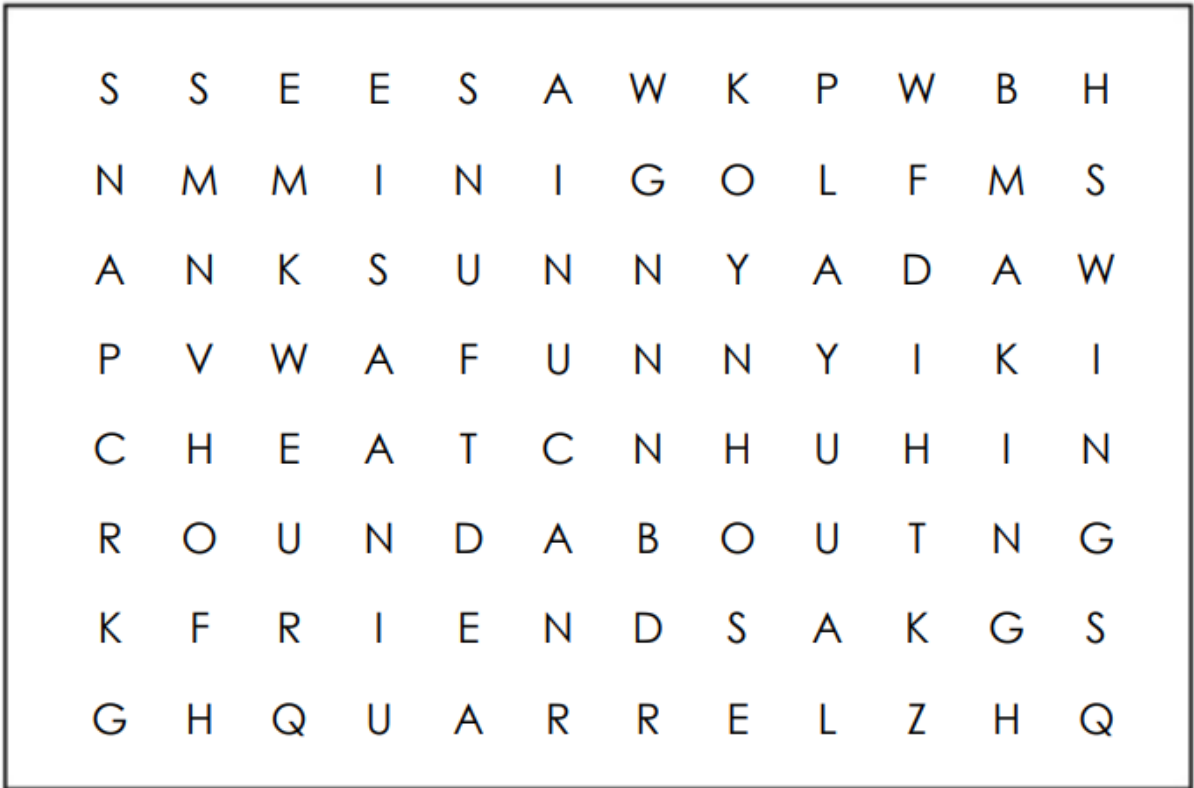 S S E E S A W K P W B H
N M M I N I G O L F M S
A N K S U N N Y A D A W
P V W A F U N N Y I K I
C H E A T C N H U H I N
R O U N D A B O U T N G
K F R I E N D S A K G S
G H Q U A R R E L Z H Q